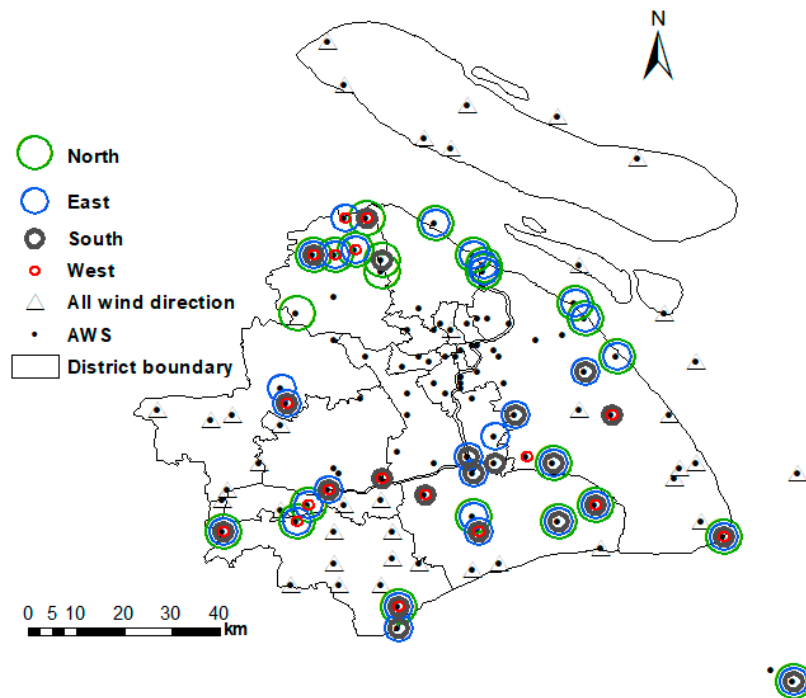 N
North
East
South
West
All wind direction
AWS
District boundary
0 5 10 20 30 40
km